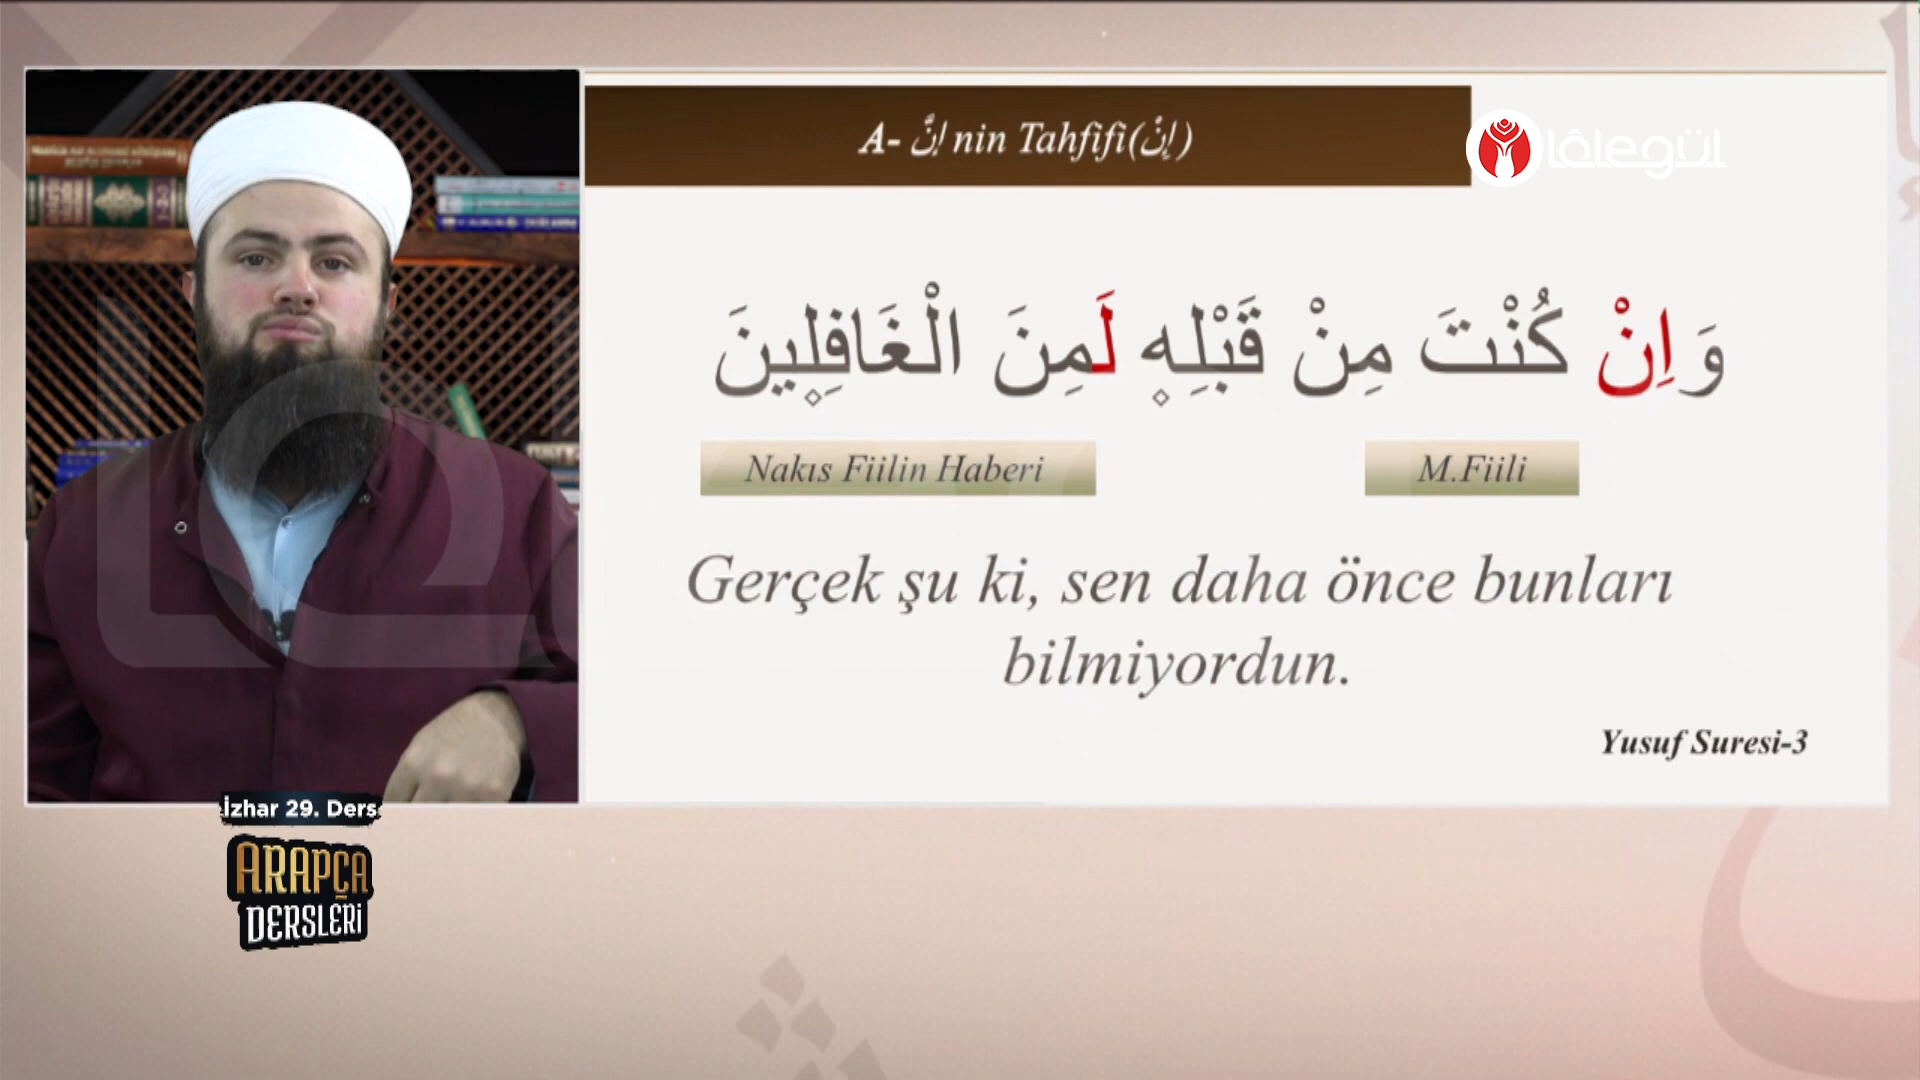 A- إنَّ nin Tahfifi(إِنْ)
lâlegül
وَاِنْ كُنْتَ مِنْ قَبْلِهٖ لَمِنَ الْغَافِلٖينَ
Nakıs Fiilin Haberi
M.Fiili
Gerçek şu ki, sen daha önce bunları
bilmiyordun.
Yusuf Suresi-3
İzhar 29. Ders
ARAPÇA
DERSLERİ